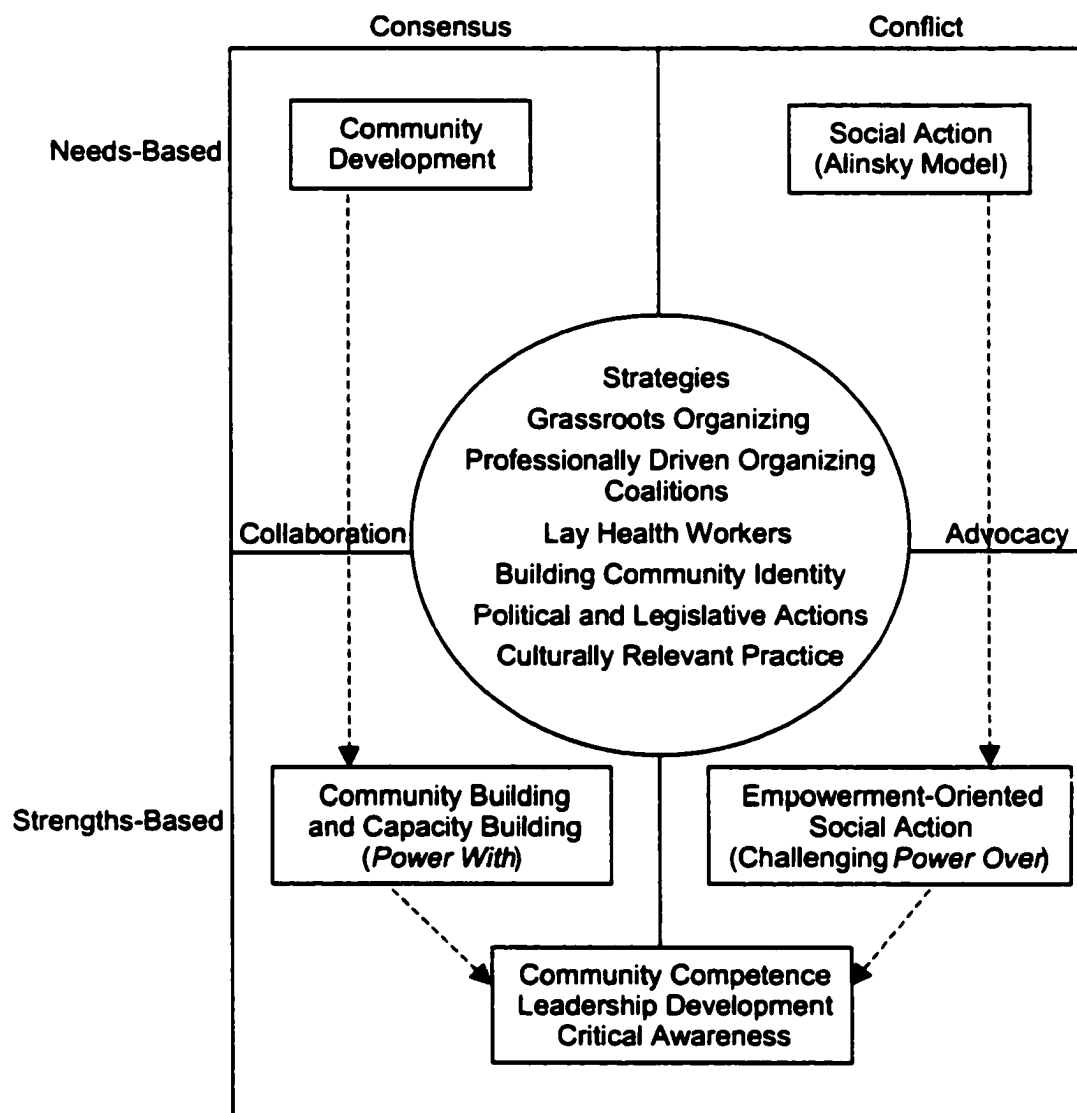 Consensus
Conflict
Needs-Based
Community
Development
Social Action
(Alinsky Model)
Strategies
Grassroots Organizing
Professionally Driven Organizing
Coalitions
Collaboration
Lay Health Workers
Advocacy
Building Community Identity
Political and Legislative Actions
Culturally Relevant Practice
Strengths-Based
Community Building
and Capacity Building
(Power With)
Empowerment-Oriented
Social Action
(Challenging Power Over)
Community Competence
Leadership Development
Critical Awareness